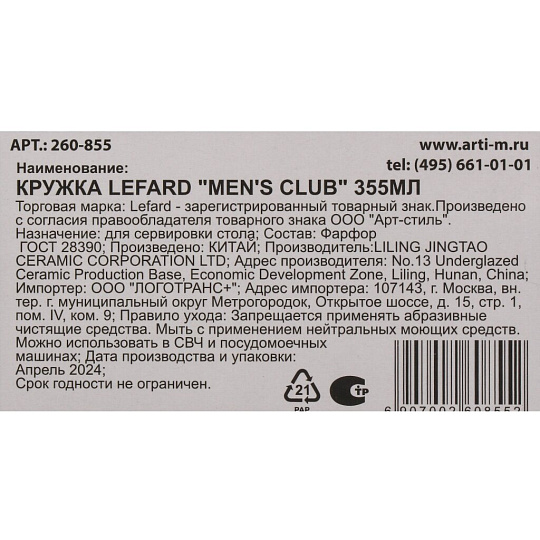 АРТ.: 260-855
www.arti-m.ru
tel: (495) 661-01-01
Наименование:
КРУЖКА LEFARD "MEN'S CLUB" 355МЛ
Торговая марка: Lefard - зарегистрированный товарный знак.Произведено
с согласия правообладателя товарного знака ООО "Арт-стиль".
Назначение: для сервировки стола; Состав: Фарфор
ГОСТ 28390; Произведено: КИТАЙ; Производитель:LILING JINGTAO
CERAMIC CORPORATION LTD; Адрес производителя: No.13 Underglazed
Ceramic Production Base, Economic Development Zone, Liling, Hunan, China;
Импортер: ООО "ЛОГОТРАНС+"; Адрес импортера: 107143, г. Москва, вн.
тер. г. муниципальный округ Метрогородок, Открытое шоссе, д. 15, стр. 1,
пом. IV, ком. 9; Правило ухода: Запрещается применять абразивные
чистящие средства. Мыть с применением нейтральных моющих средств.
Можно использовать в СВЧ и посудомоечных
машинах; Дата производства и упаковки:
Апрель 2024;
Срок годности не ограничен.
21
PAP
СТР
6 907002 608552